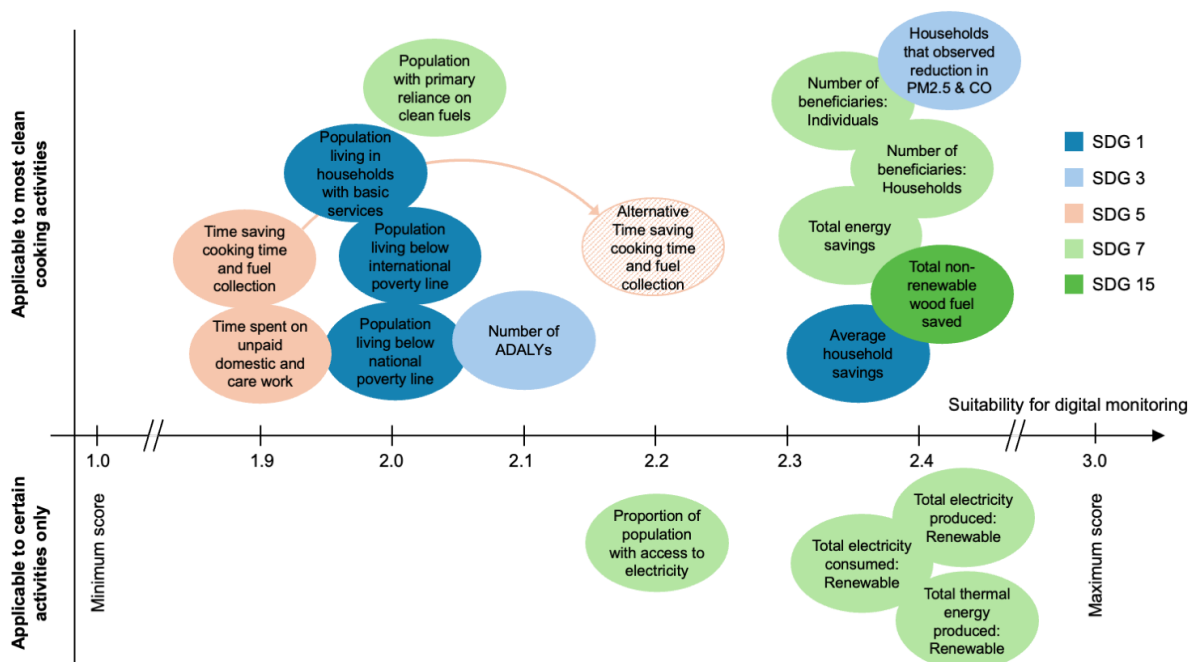 Applicable to most clean
cooking activities
Population
with primary
reliance on
clean fuels
Population
living in
households
with basic
services
Time saving
cooking time
and fuel
collection
Population
living below
international
poverty line
Time spent on
unpaid
domestic and
care work
Population
living below
national
poverty line
Number of
ADALYs
Alternative
Time saving
cooking time
and fuel
collection
Households
that observed
reduction in
PM2.5 & CO
Number of
beneficiaries:
Individuals
Number of
beneficiaries:
Households
Total energy
savings
Total non-
renewable
wood fuel
saved
Average
household
savings
SDG 1
SDG 3
SDG 5
SDG 7
SDG 15
Suitability for digital monitoring
1.0
1.9
2.0
2.1
2.2
2.3
2.4
3.0
Applicable to certain
activities only
Minimum score
Proportion of
population
with access to
electricity
Total electricity
produced:
Renewable
Total electricity
consumed:
Renewable
Total thermal
energy
produced:
Renewable
Maximum score